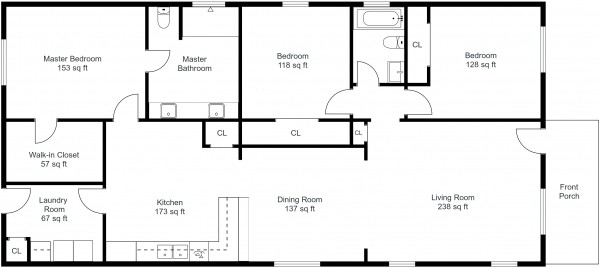 Master Bedroom
153 sq ft
Master
Bathroom
Bedroom
118 sq ft
CL
Bedroom
128 sq ft
Walk-in Closet
57 sq ft
CL
CL
CL
Laundry
Room
67 sq ft
CL
Kitchen
173 sq ft
Dining Room
137 sq ft
Living Room
238 sq ft
Front
Porch